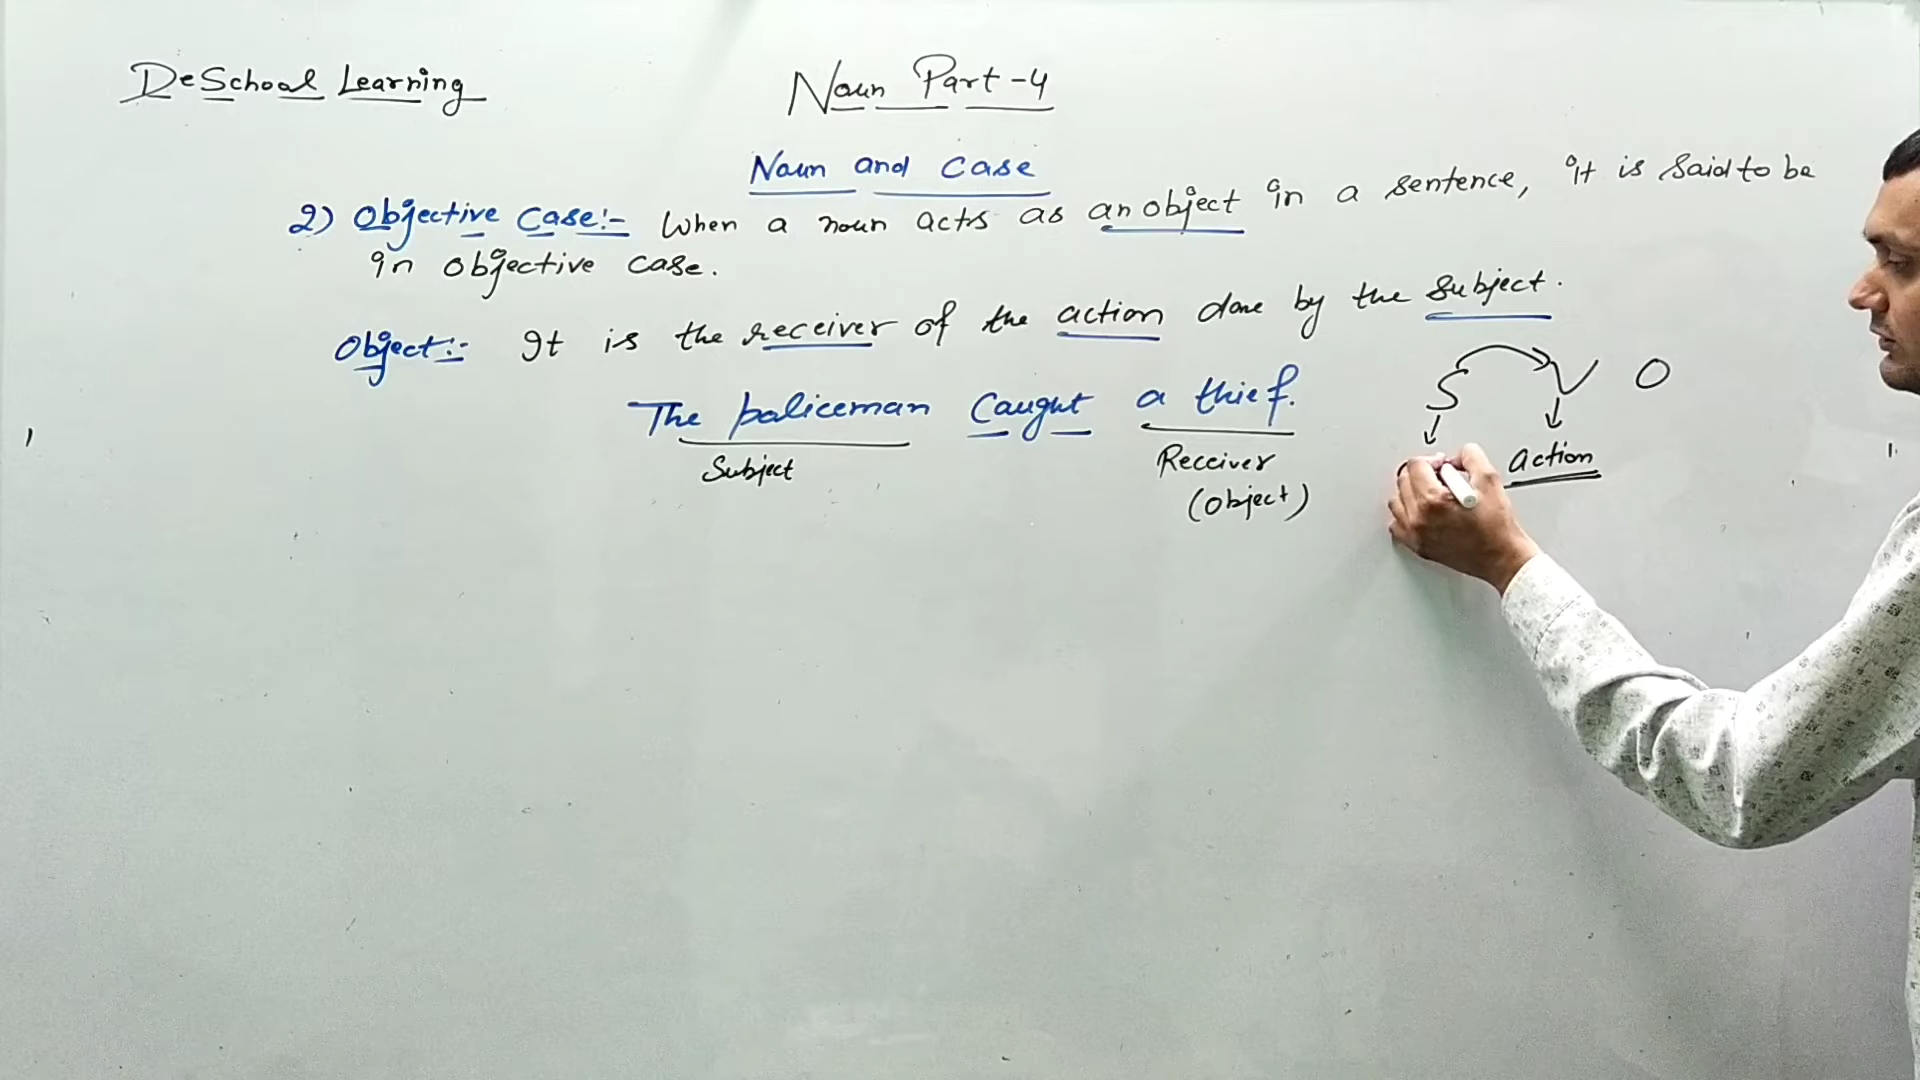 DeSchool Learning
Noun Part-4
Noun and case
2) Objective Case:- When a noun acts as an object in a sentence, it is said to be
in objective case.
Object:- It is the receiver of the action done by the subject.
The policeman caught a thief.
Subject
Receiver
(Object)
S V O
action